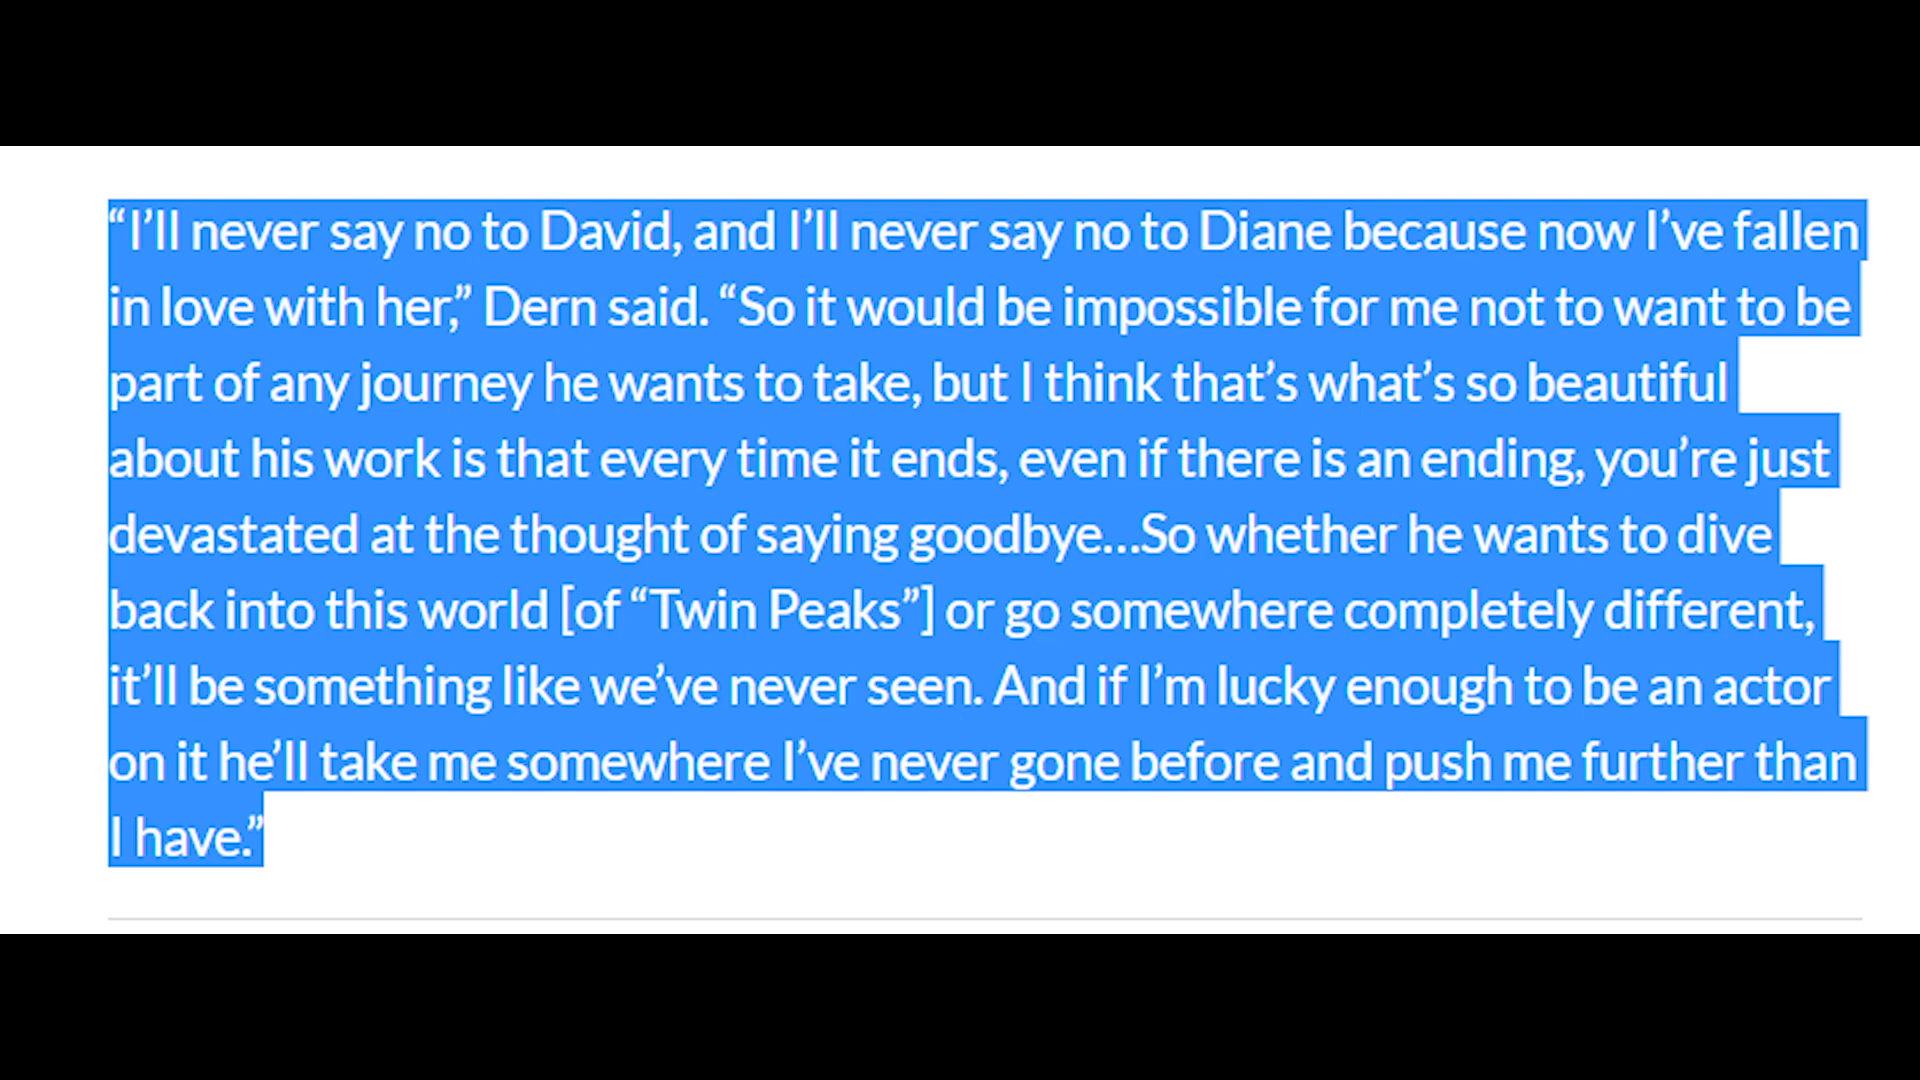 “I’ll never say no to David, and I’ll never say no to Diane because now I’ve fallen
in love with her,” Dern said. “So it would be impossible for me not to want to be
part of any journey he wants to take, but I think that’s what’s so beautiful
about his work is that every time it ends, even if there is an ending, you’re just
devastated at the thought of saying goodbye…So whether he wants to dive
back into this world [of “Twin Peaks”] or go somewhere completely different,
it’ll be something like we’ve never seen. And if I’m lucky enough to be an actor
on it he’ll take me somewhere I’ve never gone before and push me further than
I have.”